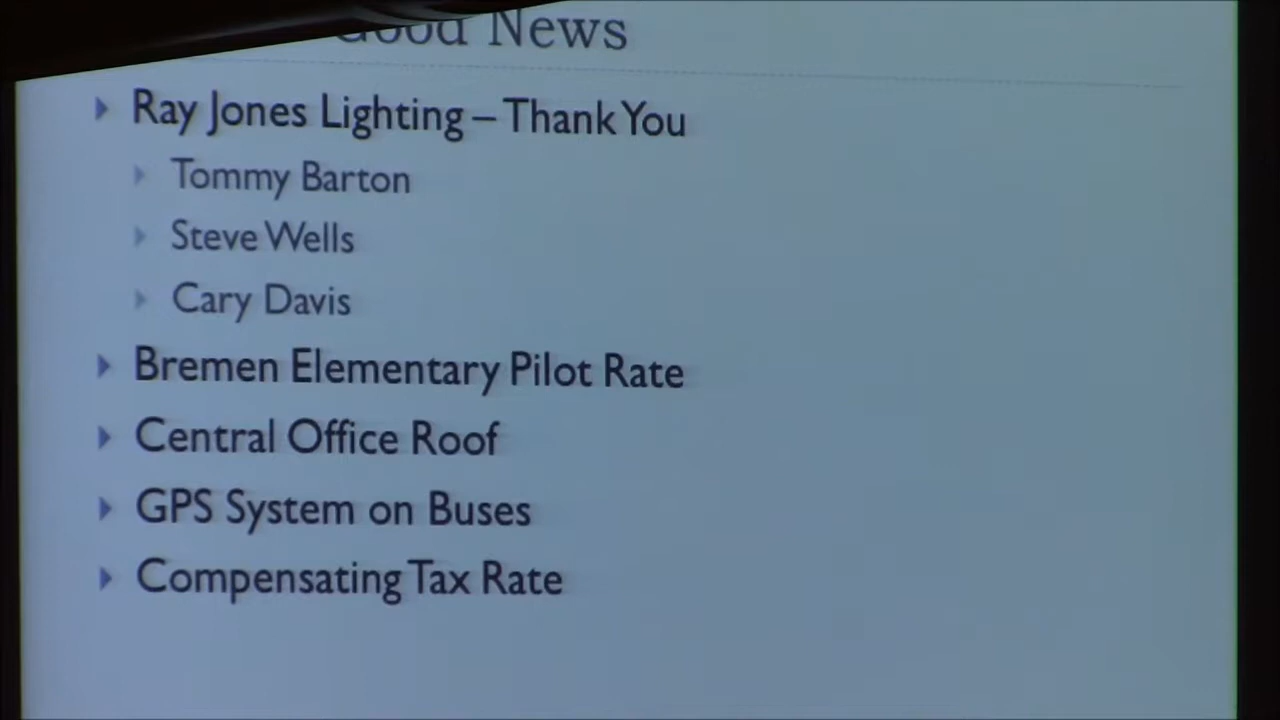 Good News
Ray Jones Lighting – Thank You
Tommy Barton
Steve Wells
Cary Davis
Bremen Elementary Pilot Rate
Central Office Roof
GPS System on Buses
Compensating Tax Rate